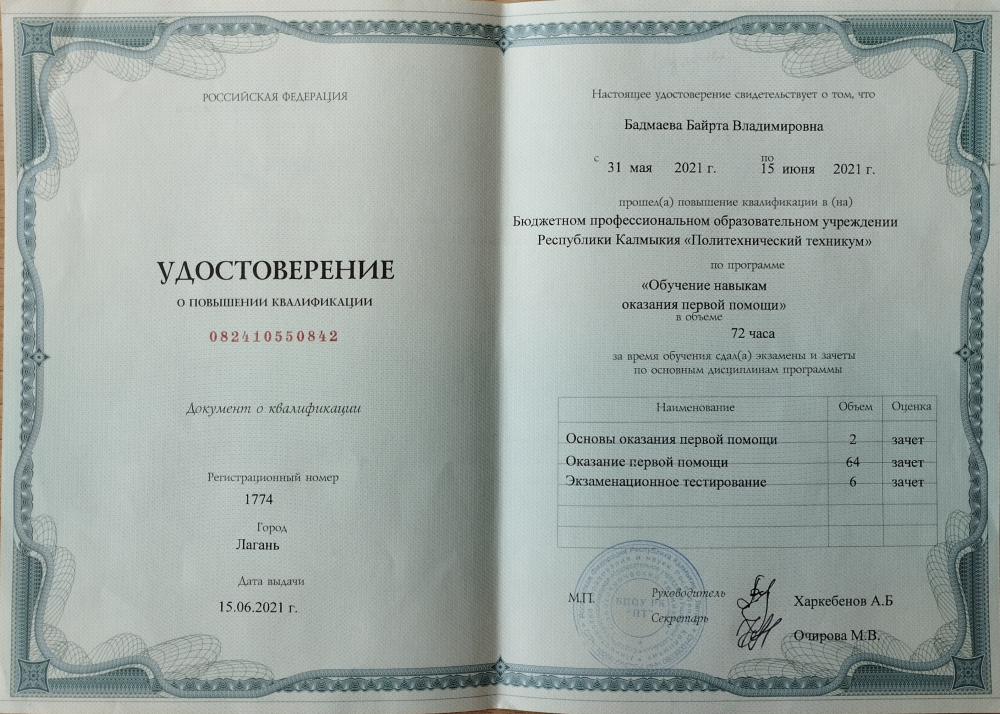 РОССИЙСКАЯ ФЕДЕРАЦИЯ
УДОСТОВЕРЕНИЕ
О ПОВЫШЕНИИ КВАЛИФИКАЦИИ
082410550842
Документ о квалификации
Регистрационный номер
1774
Город
Лагань
Дата выдачи
15.06.2021 г.
Настоящее удостоверение свидетельствует о том, что
Бадмаева Байрта Владимировна
с 31 мая 2021 г. по 15 июня 2021 г.
прошел(а) повышение квалификации в (на)
Бюджетном профессиональном образовательном учреждении
Республики Калмыкия «Политехнический техникум»
по программе
«Обучение навыкам
оказания первой помощи»
в объеме
72 часа
за время обучения сдал(а) экзамены и зачеты
по основным дисциплинам программы
Наименование Объем Оценка
Основы оказания первой помощи 2 зачет
Оказание первой помощи 64 зачет
Экзаменационное тестирование 6 зачет
М.П.
Руководитель Харкебенов А.Б
Секретарь Очирова М.В.
БПОУ РК
"ПТ"